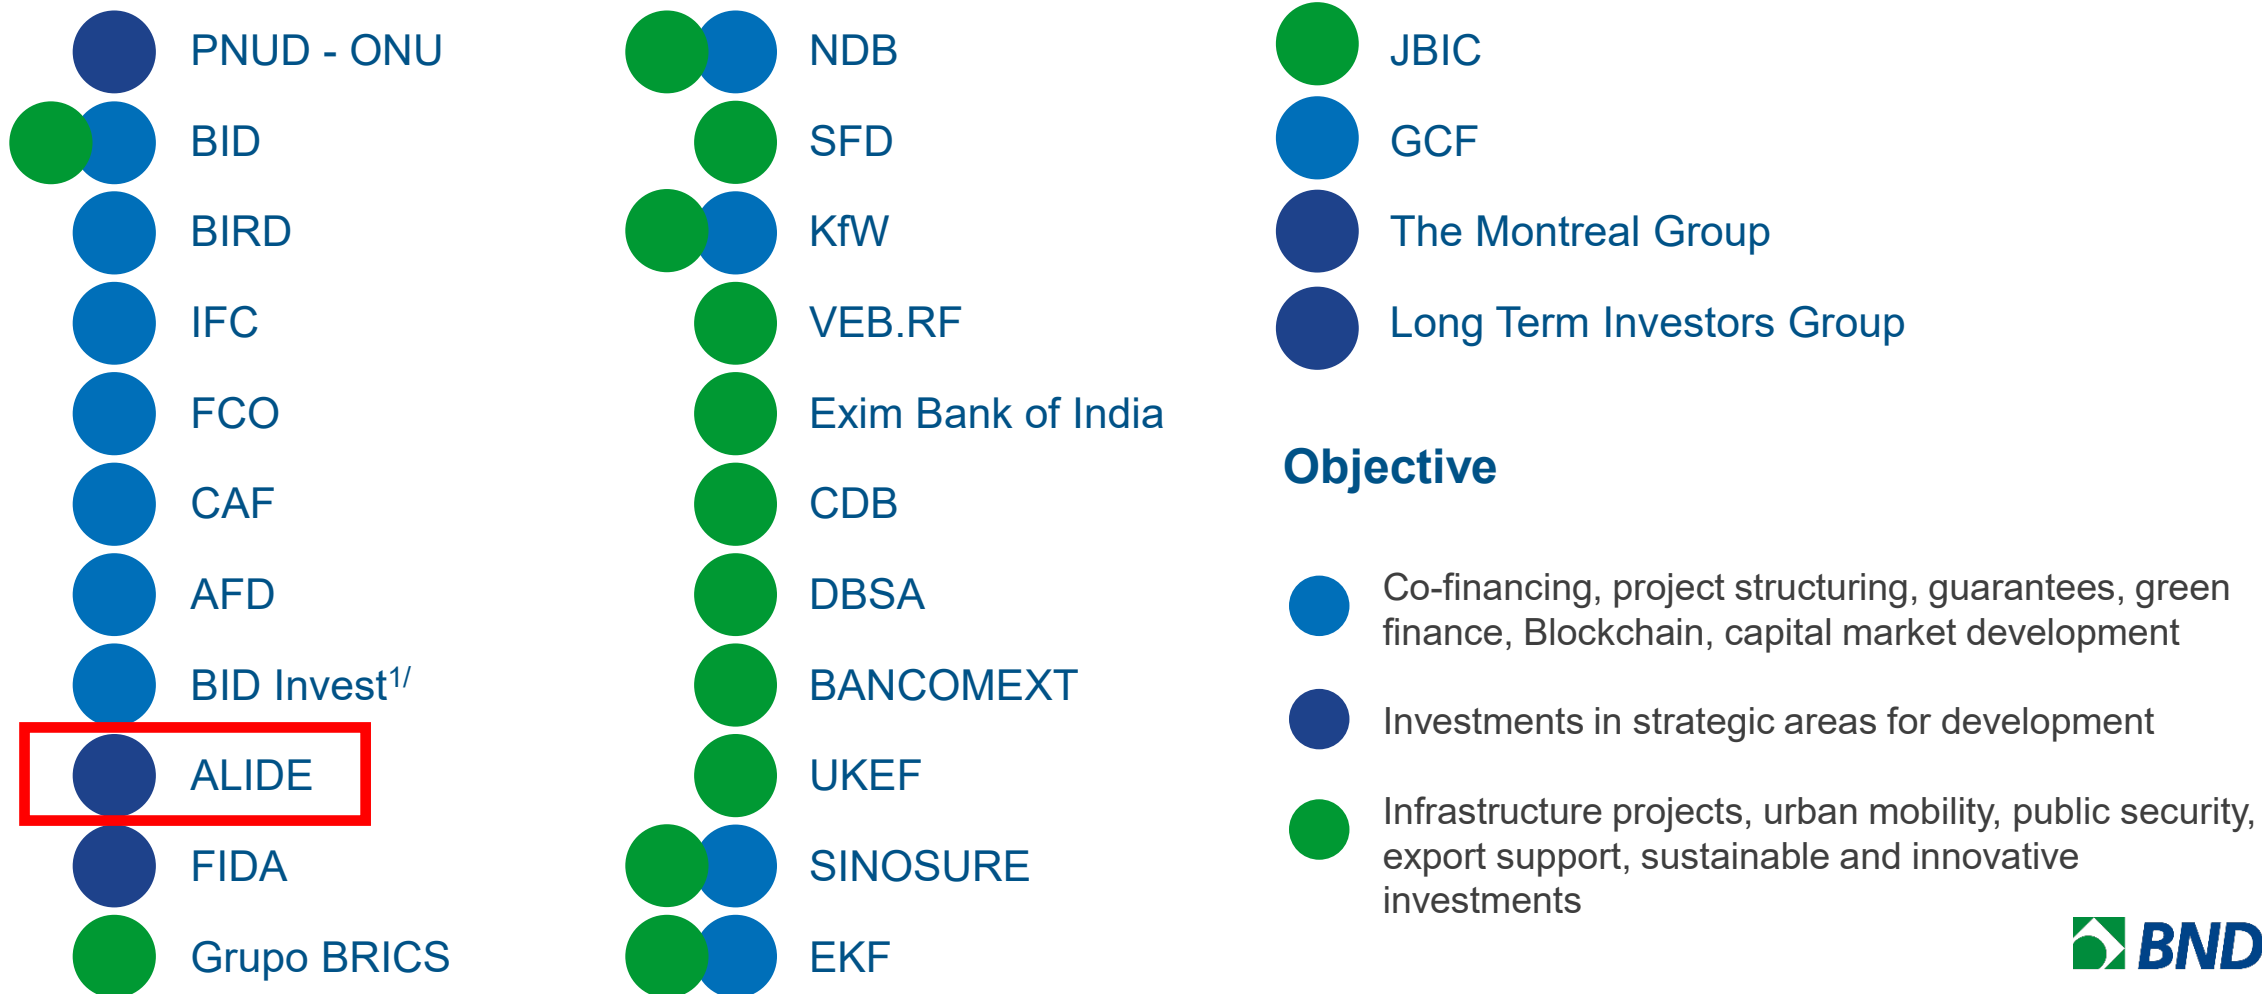 PNUD - ONU
BID
BIRD
IFC
FCO
CAF
AFD
BID Invest1/
ALIDE
FIDA
Grupo BRICS
NDB
SFD
KfW
VEB.RF
Exim Bank of India
CDB
DBSA
BANCOMEXT
UKEF
SINOSURE
EKF
JBIC
GCF
The Montreal Group
Long Term Investors Group
Objective
Co-financing, project structuring, guarantees, green
finance, Blockchain, capital market development
Investments in strategic areas for development
Infrastructure projects, urban mobility, public security,
export support, sustainable and innovative
investments
BND